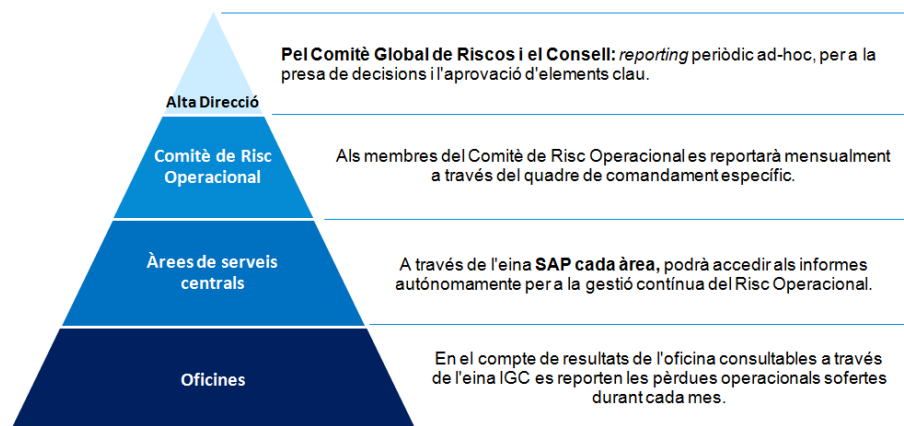 Pel Comitè Global de Riscos i el Consell: reporting periòdic ad-hoc, per a la
presa de decisions i l'aprovació d'elements clau.
Alta Direcció
Comitè de Risc
Operacional
Als membres del Comitè de Risc Operacional es reportarà mensualment
a través del quadre de comandament específic.
Àrees de serveis
centrals
A través de l'eina SAP cada àrea, podrà accedir als informes
autónomament per a la gestió contínua del Risc Operacional.
Oficines
En el compte de resultats de l'oficina consultables a través
de l'eina IGC es reporten les pèrdues operacionals sofertes
durant cada mes.